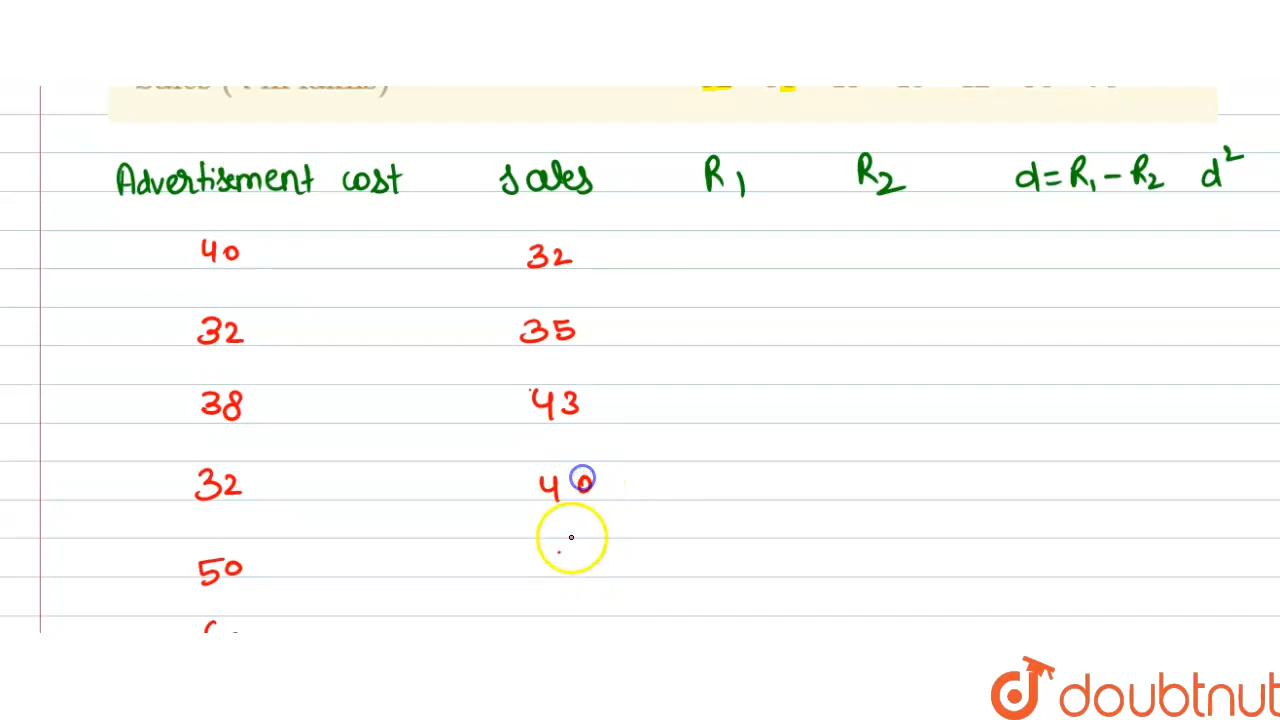 Advertisement cost sales R₁ R₂ d = R₁ - R₂ d²
40 32
32 35
38 43
32 40
50
doubtnut